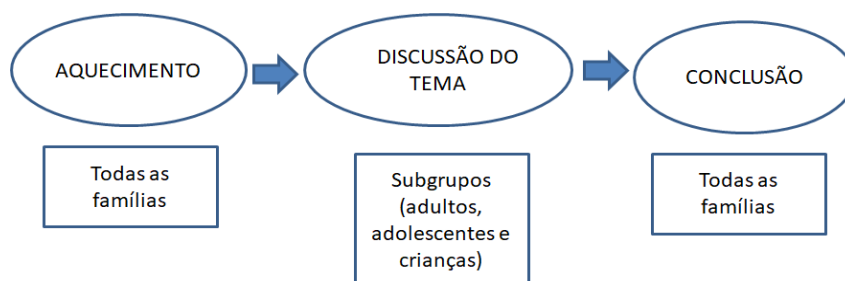 AQUECIMENTO
DISCUSSÃO DO
TEMA
CONCLUSÃO
Todas as
famílias
Subgrupos
(adultos,
adolescentes e
crianças)
Todas as
famílias